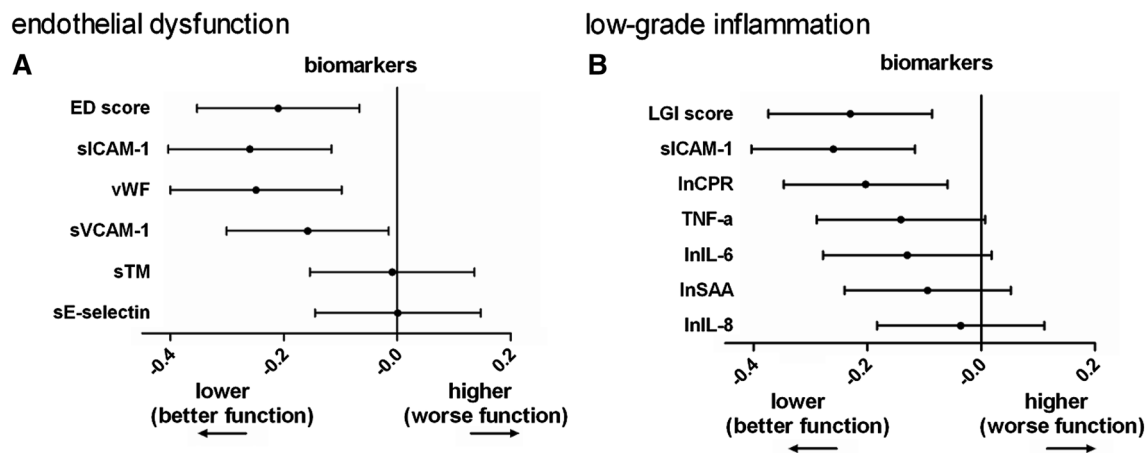 endothelial dysfunction
A
biomarkers
ED score
sICAM-1
vWF
sVCAM-1
sTM
sE-selectin
-0.4
-0.2
-0.0
0.2
lower
(better function)
higher
(worse function)
low-grade inflammation
B
biomarkers
LGI score
sICAM-1
lnCPR
TNF-a
lnIL-6
lnSAA
lnIL-8
-0.4
-0.2
-0.0
0.2
lower
(better function)
higher
(worse function)